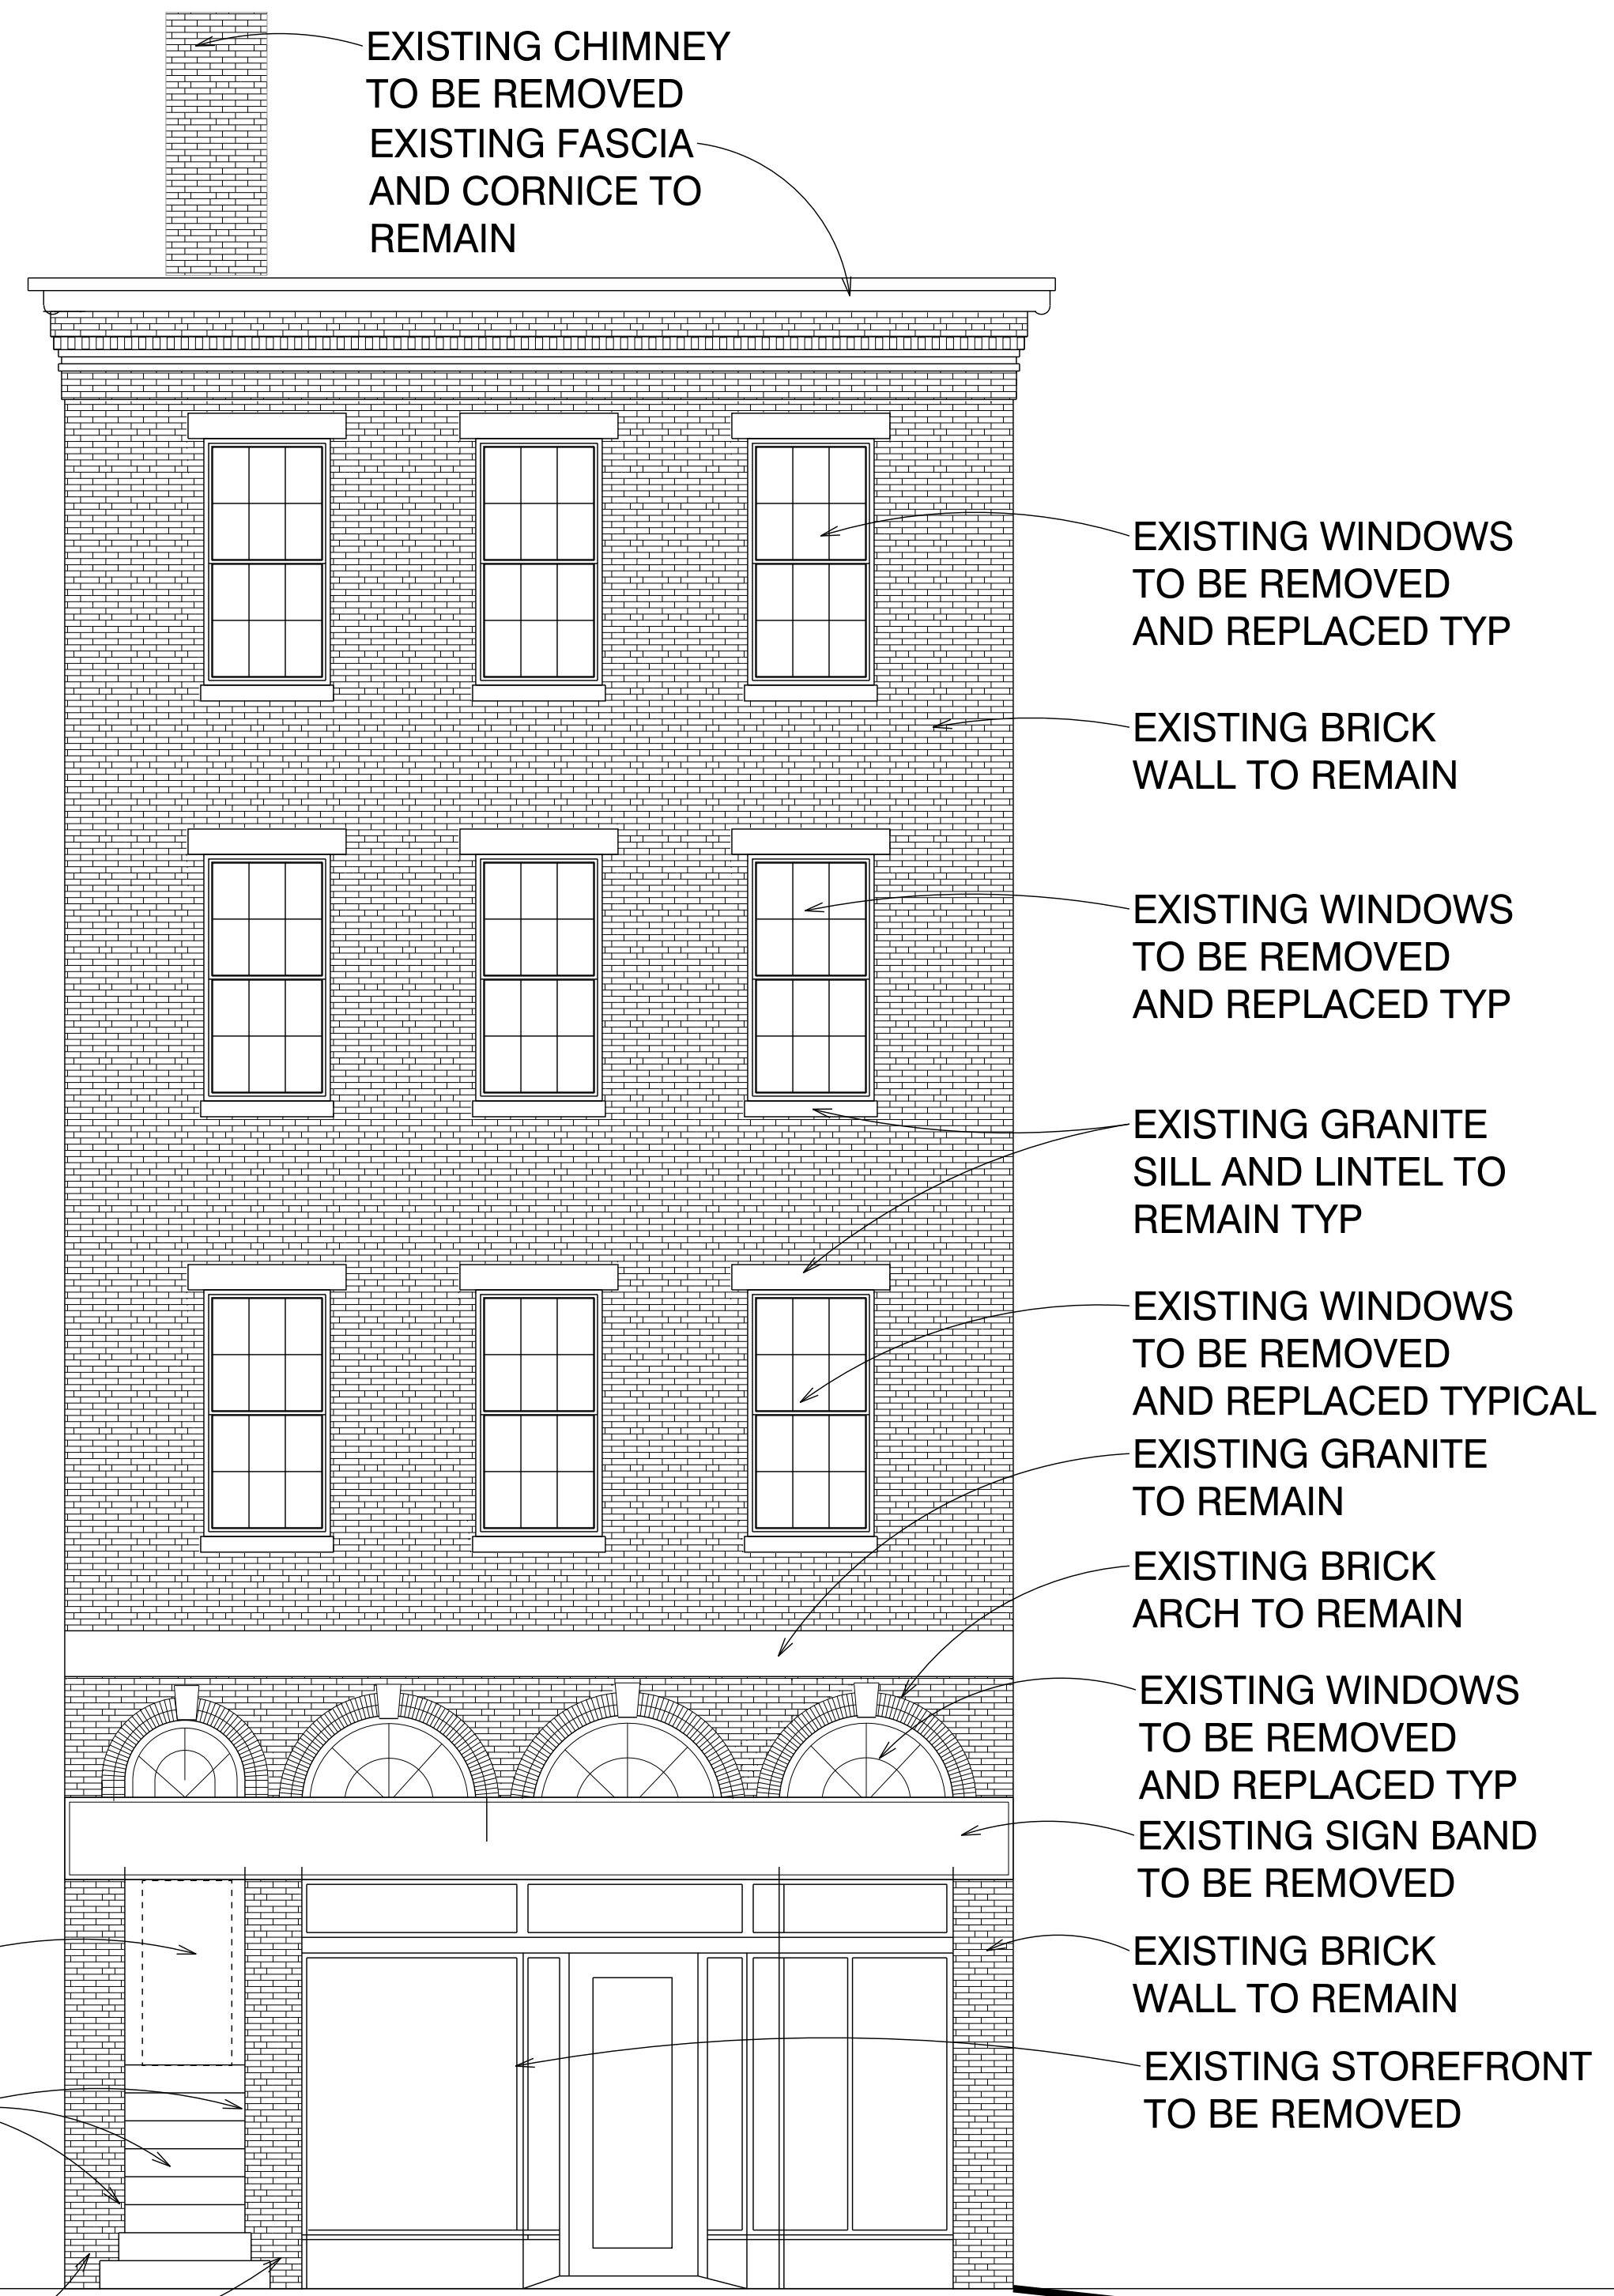 EXISTING CHIMNEY
TO BE REMOVED
EXISTING FASCIA
AND CORNICE TO
REMAIN
EXISTING WINDOWS
TO BE REMOVED
AND REPLACED TYP
EXISTING BRICK
WALL TO REMAIN
EXISTING WINDOWS
TO BE REMOVED
AND REPLACED TYP
EXISTING GRANITE
SILL AND LINTEL TO
REMAIN TYP
EXISTING WINDOWS
TO BE REMOVED
AND REPLACED TYPICAL
EXISTING GRANITE
TO REMAIN
EXISTING BRICK
ARCH TO REMAIN
EXISTING WINDOWS
TO BE REMOVED
AND REPLACED TYP
EXISTING SIGN BAND
TO BE REMOVED
EXISTING BRICK
WALL TO REMAIN
EXISTING STOREFRONT
TO BE REMOVED